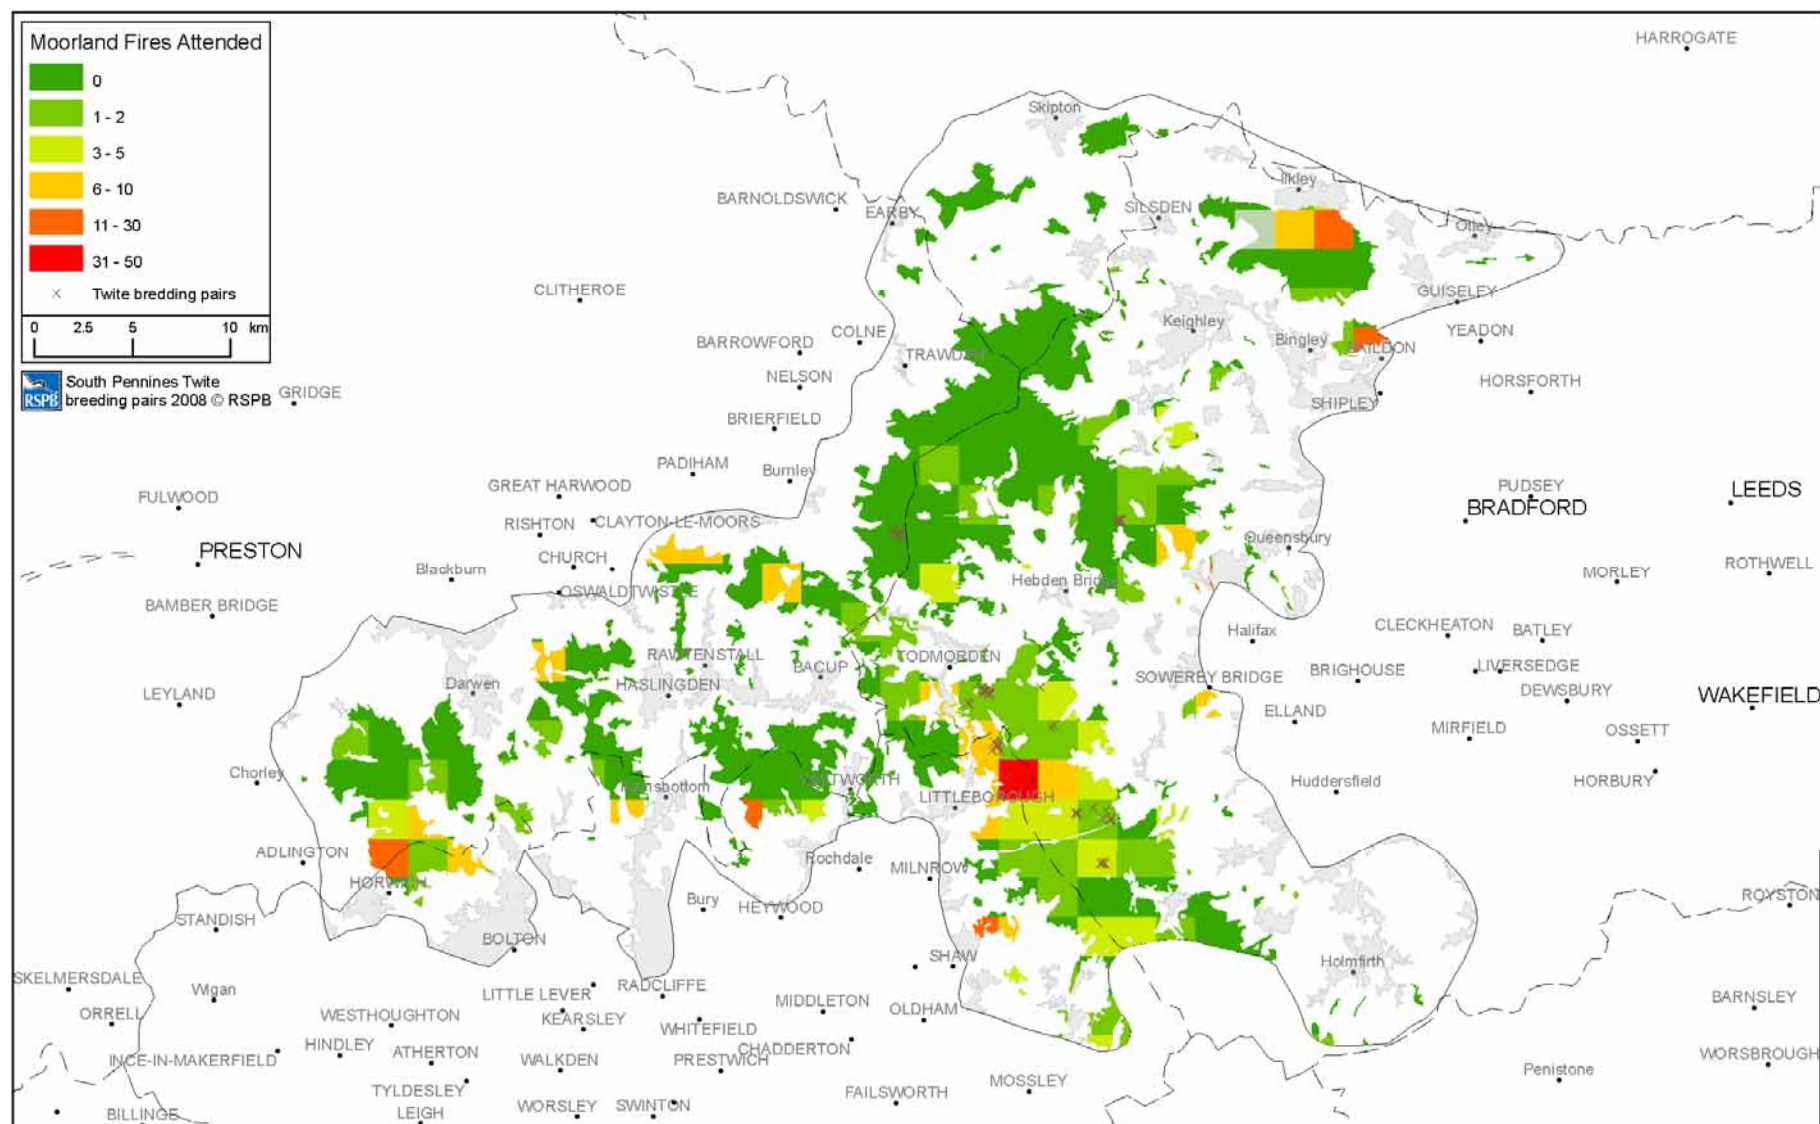 Moorland Fires Attended
0
1 - 2
3 - 5
6 - 10
11 - 30
31 - 50
Twite bredding pairs
0 2.5 5 10 km
RSPB
South Pennines Twite
breeding pairs 2008 © RSPB
GRIDGE
HARROGATE
Skipton
BARNOLDSWICK
EARBY
SILSDEN
Ilkley
Otley
CLITHEROE
GUISELEY
Keighley
COLNE
BARROWFORD
TRAWDEN
Bingley
BAILDON
YEADON
NELSON
HORSFORTH
SHIPLEY
BRIERFIELD
PADIHAM
Burnley
GREAT HARWOOD
FULWOOD
PUDSEY
LEEDS
BRADFORD
RISHTON
CLAYTON-LE-MOORS
PRESTON
CHURCH
Queensbury
Blackburn
OSWALDTWISTLE
Hebden Bridge
MORLEY
ROTHWELL
BAMBER BRIDGE
Halifax
CLECKHEATON
BATLEY
RAWTENSTALL
BACUP
TODMORDEN
SOWERBY BRIDGE
BRIGHOUSE
LIVERSEDGE
LEYLAND
Darwen
HASLINGDEN
DEWSBURY
WAKEFIELD
ELLAND
MIRFIELD
OSSETT
Chorley
Ramsbottom
WHITWORTH
LITTLEBOROUGH
Huddersfield
HORBURY
ADLINGTON
HORWICH
Rochdale
MILNROW
Bury
HEYWOOD
ROYSTON
STANDISH
BOLTON
SHAW
Holmfirth
SKELMERSDALE
Wigan
LITTLE LEVER
RADCLIFFE
MIDDLETON
OLDHAM
BARNSLEY
ORRELL
WESTHOUGHTON
KEARSLEY
WHITEFIELD
HINDLEY
ATHERTON
CHADDERTON
INCE-IN-MAKERFIELD
WALKDEN
PRESTWICH
WORSBROUGH
Penistone
TYLDESLEY
MOSSLEY
FAILSWORTH
BILLINGE
LEIGH
WORSLEY
SWINTON